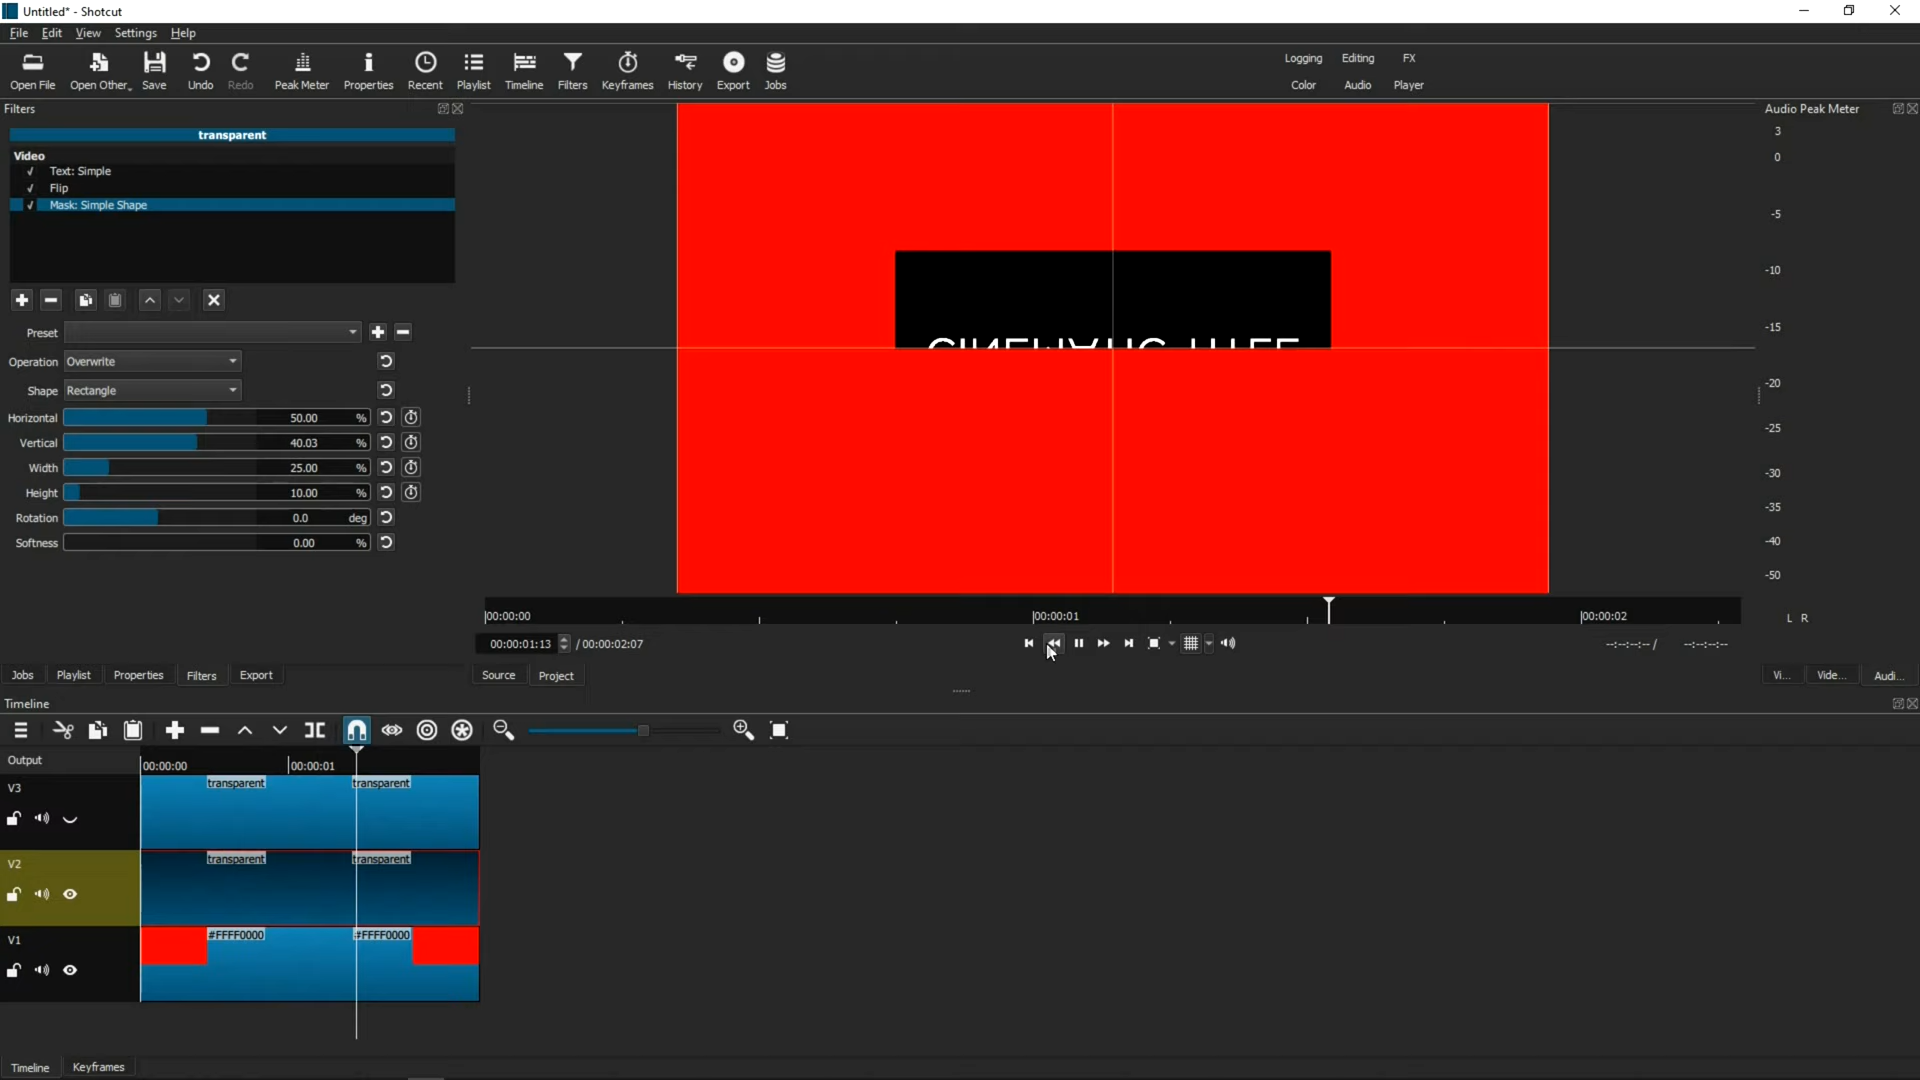 Untitled* - Shotcut
File Edit View Settings Help
Open File Open Other... Save Undo Redo Peak Meter Properties Recent Playlist Timeline Filters Keyframes History Export Jobs
Logging Editing FX
Color Audio Player
Filters
Audio Peak Meter
transparent
Video
Text: Simple
Flip
Mask: Simple Shape
Preset
Operation Overwrite
Shape Rectangle
Horizontal 50.00 %
Vertical 40.03 %
Width 25.00 %
Height 10.00 %
Rotation 0.0 deg
Softness 0.00 %
3
0
-5
-10
-15
-20
-25
-30
-35
-40
-50
L R
00:00:00 00:00:01 00:00:02
00:00:01:13 / 00:00:02:07
--:--:--:-- / --:--:--:--
Jobs Playlist Properties Filters Export
Source Project
Vi... Vide... Audi...
Timeline
Output
00:00:00 00:00:01
V3
transparent transparent
V2
transparent transparent
V1
#FFFF0000 #FFFF0000
Timeline Keyframes